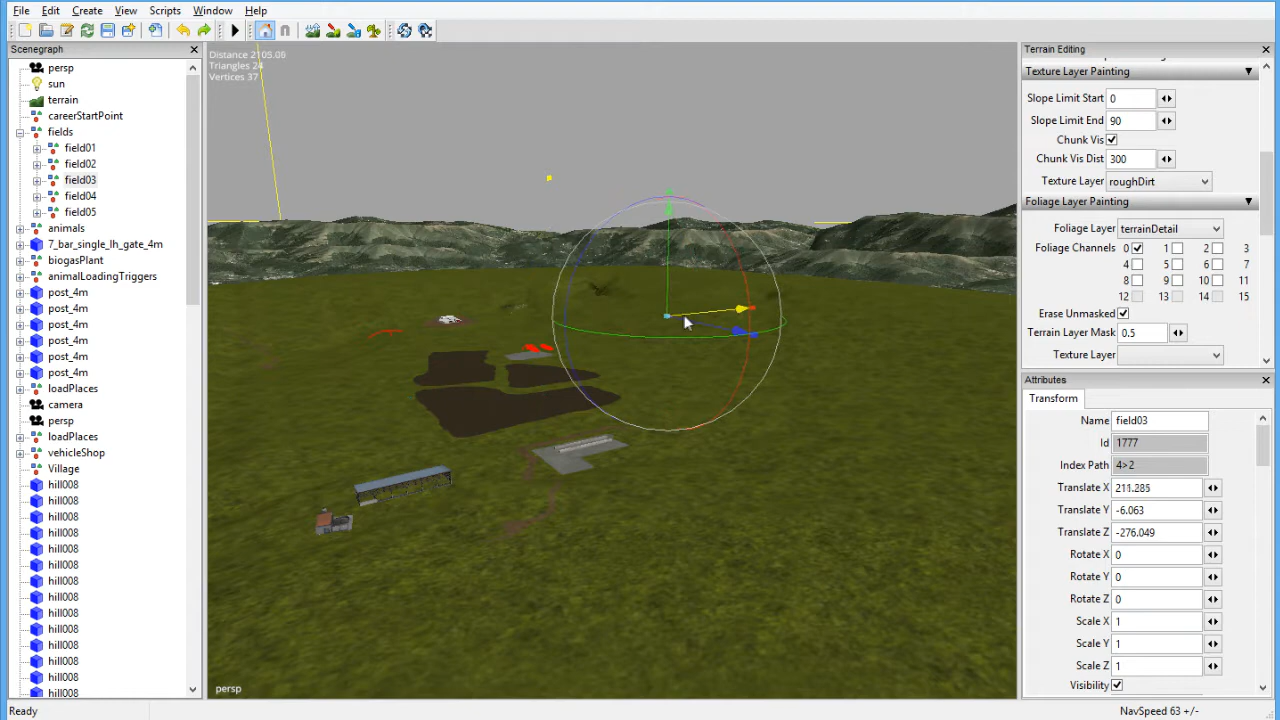 File Edit Create View Scripts Window Help
Scenegraph
persp
sun
terrain
careerStartPoint
fields
field01
field02
field03
field04
field05
animals
7_bar_single_lh_gate_4m
biogasPlant
animalLoadingTriggers
post_4m
post_4m
post_4m
post_4m
post_4m
post_4m
loadPlaces
camera
persp
loadPlaces
vehicleShop
Village
hill008
hill008
hill008
hill008
hill008
hill008
hill008
hill008
hill008
hill008
hill008
hill008
hill008
hill008
Distance 2105.06
Triangles 24
Vertices 37
persp
Terrain Editing
Texture Layer Painting
Slope Limit Start 0
Slope Limit End 90
Chunk Vis
Chunk Vis Dist 300
Texture Layer roughDirt
Foliage Layer Painting
Foliage Layer terrainDetail
Foliage Channels 0 1 2 3
4 5 6 7
8 9 10 11
12 13 14 15
Erase Unmasked
Terrain Layer Mask 0.5
Texture Layer
Attributes
Transform
Name field03
Id 1777
Index Path 4>2
Translate X 211.285
Translate Y -6.063
Translate Z -276.049
Rotate X 0
Rotate Y 0
Rotate Z 0
Scale X 1
Scale Y 1
Scale Z 1
Visibility
Ready
NavSpeed 63 +/-